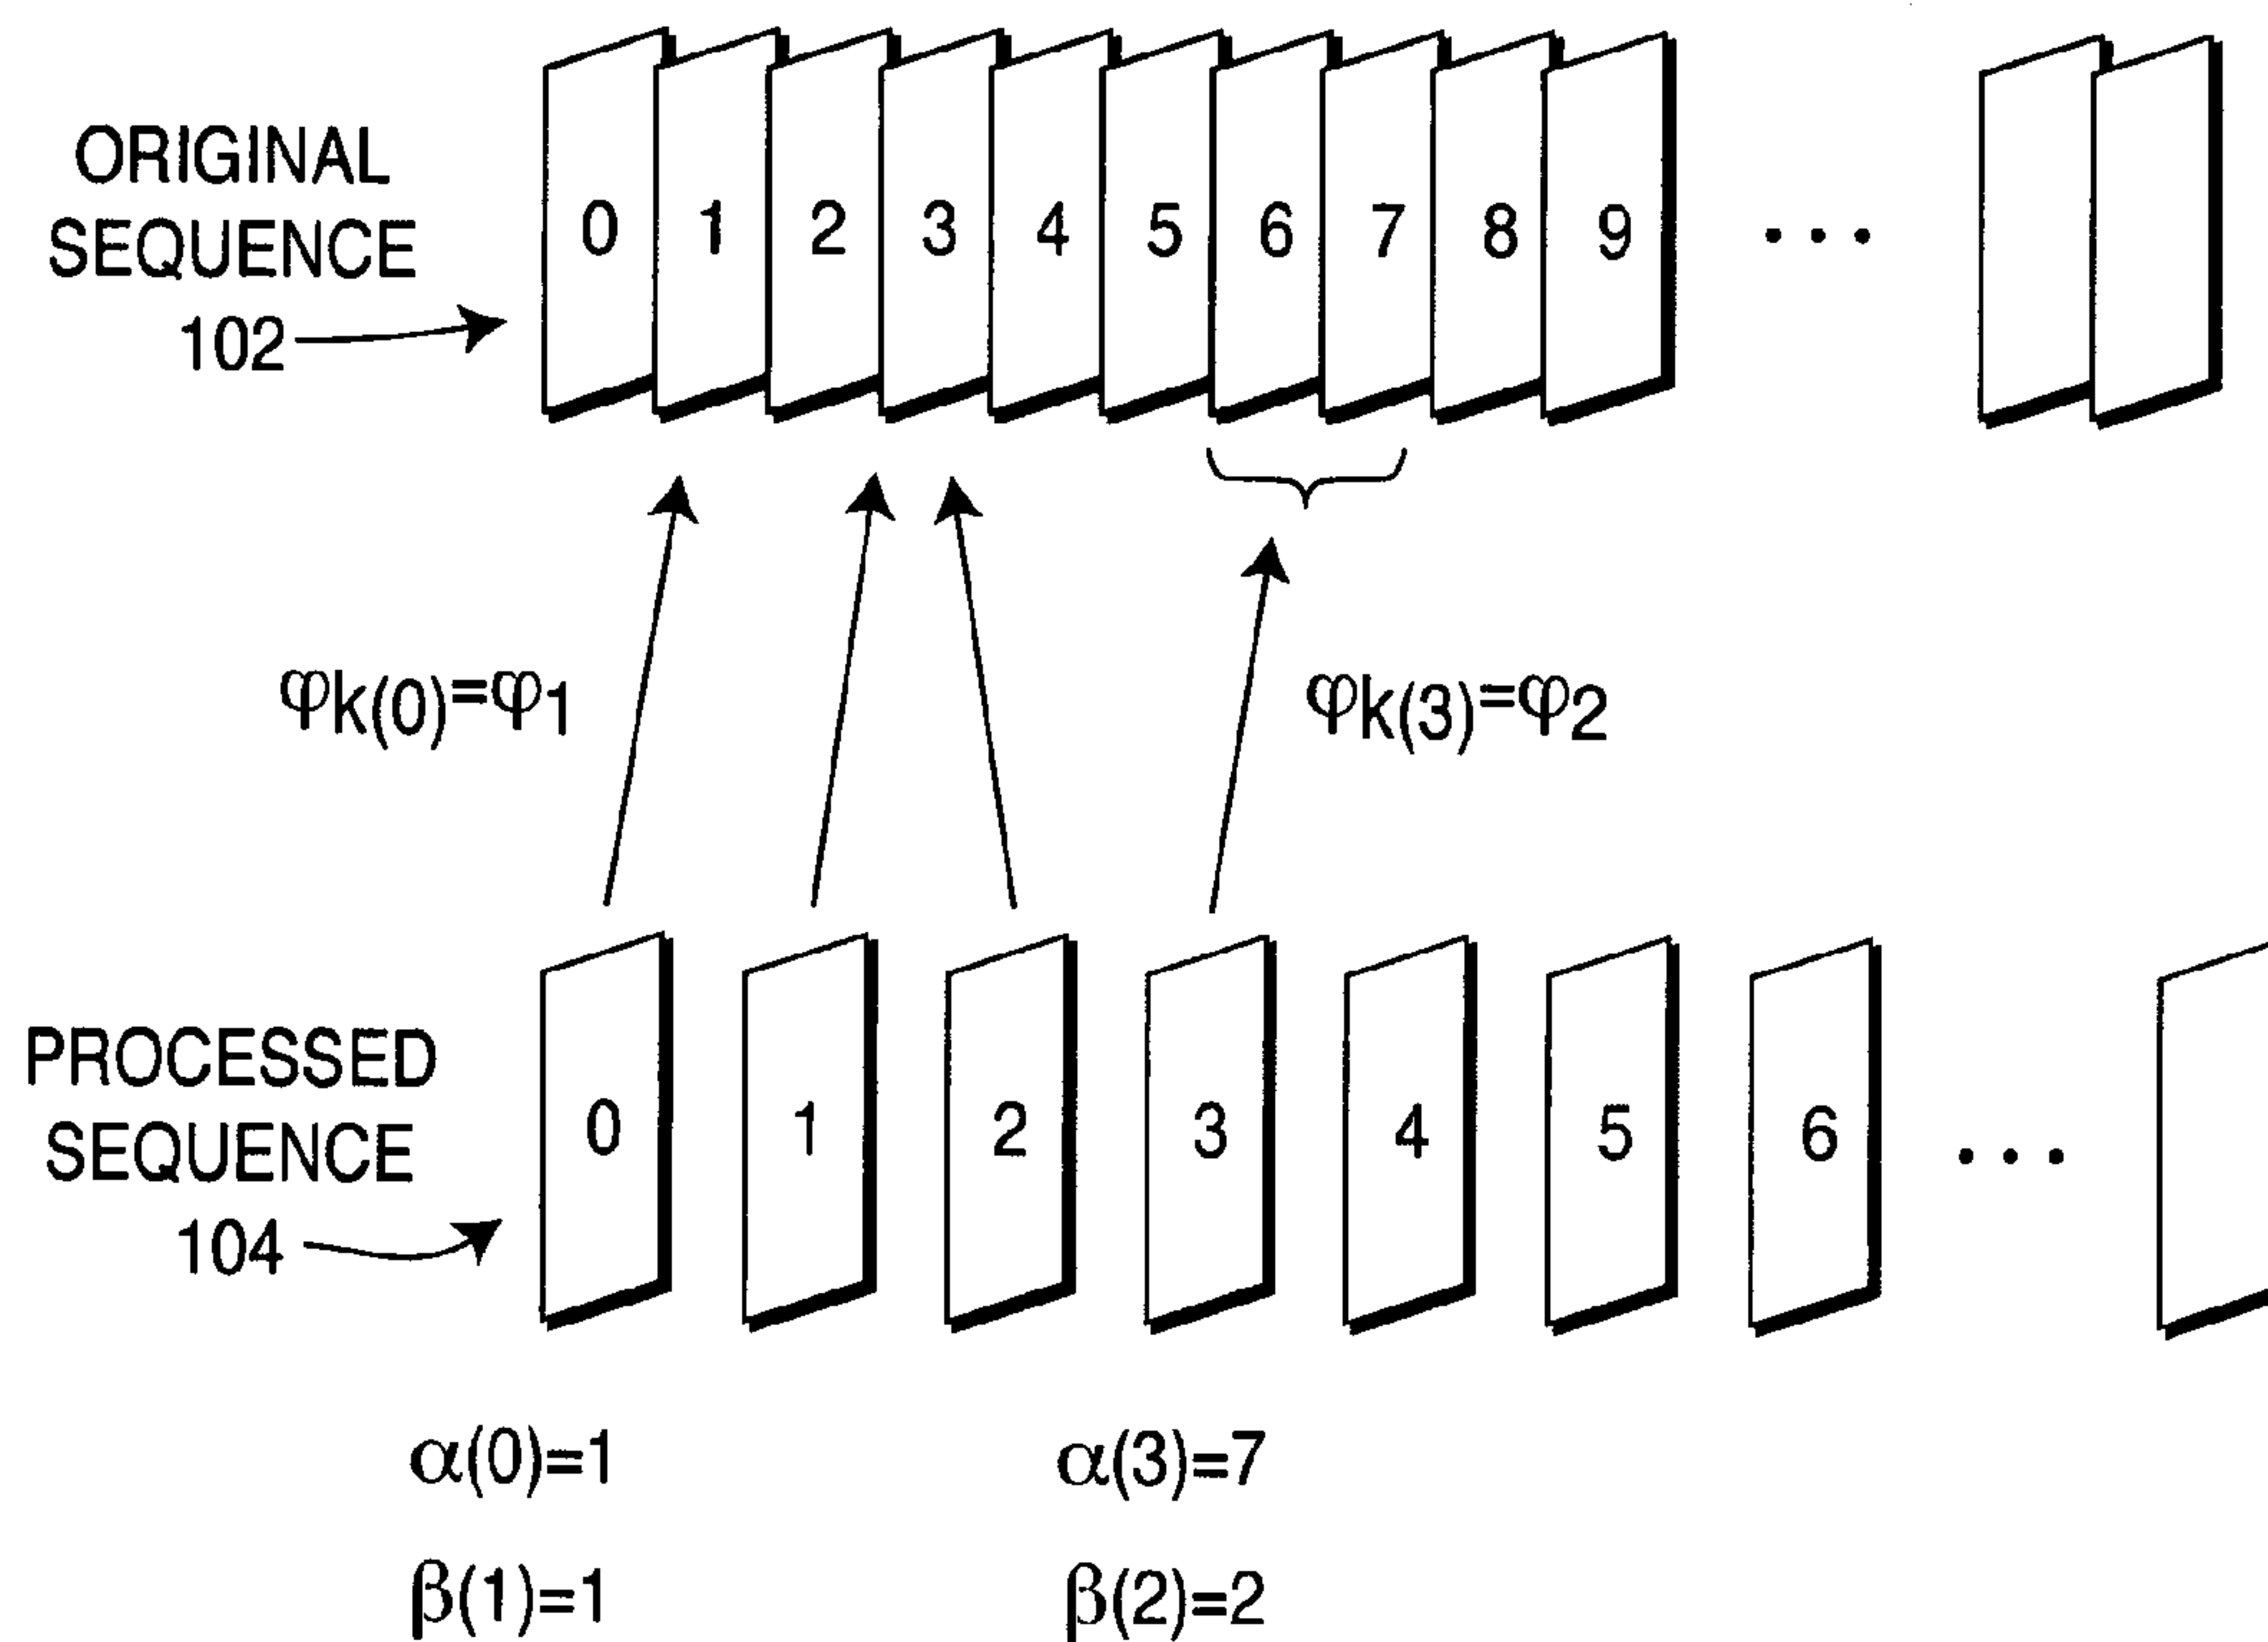 ORIGINAL
SEQUENCE
102
0 1 2 3 4 5 6 7 8 9 • • •
φk(0)=φ1
φk(3)=φ2
PROCESSED
SEQUENCE
104
0 1 2 3 4 5 6 • • •
α(0)=1
α(3)=7
β(1)=1
β(2)=2